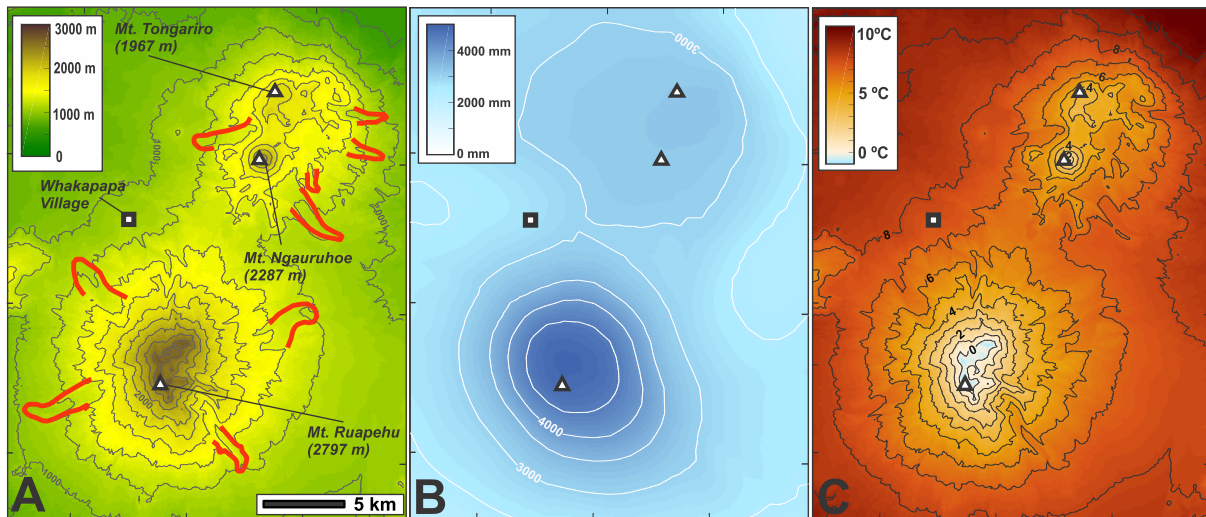 3000 m
2000 m
1000 m
0
Mt. Tongariro
(1967 m)
Whakapapa
Village
Mt. Ngauruhoe
(2287 m)
Mt. Ruapehu
(2797 m)
1000
2000
2000
1000
A
5 km
4000 mm
2000 mm
0 mm
3000
4000
3000
B
10ºC
5 ºC
0 ºC
10
8
6
4
4
8
6
4
2
0
C